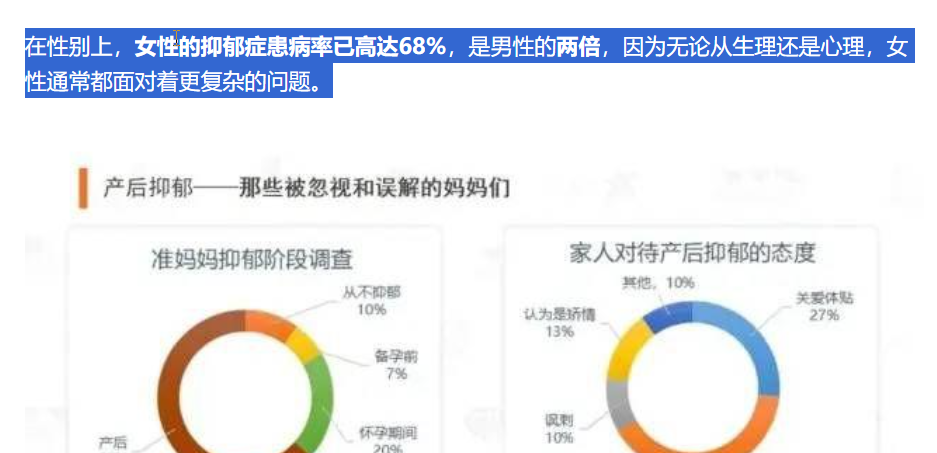 在性别上，女性的抑郁症患病率已高达68%，是男性的两倍，因为无论从生理还是心理，女
性通常都面对着更复杂的问题。
产后抑郁——那些被忽视和误解的妈妈们
准妈妈抑郁阶段调查
从不抑郁
10%
备孕前
7%
怀孕期间
20%
产后
家人对待产后抑郁的态度
其他，10%
关爱体贴
27%
认为是矫情
13%
讽刺
10%